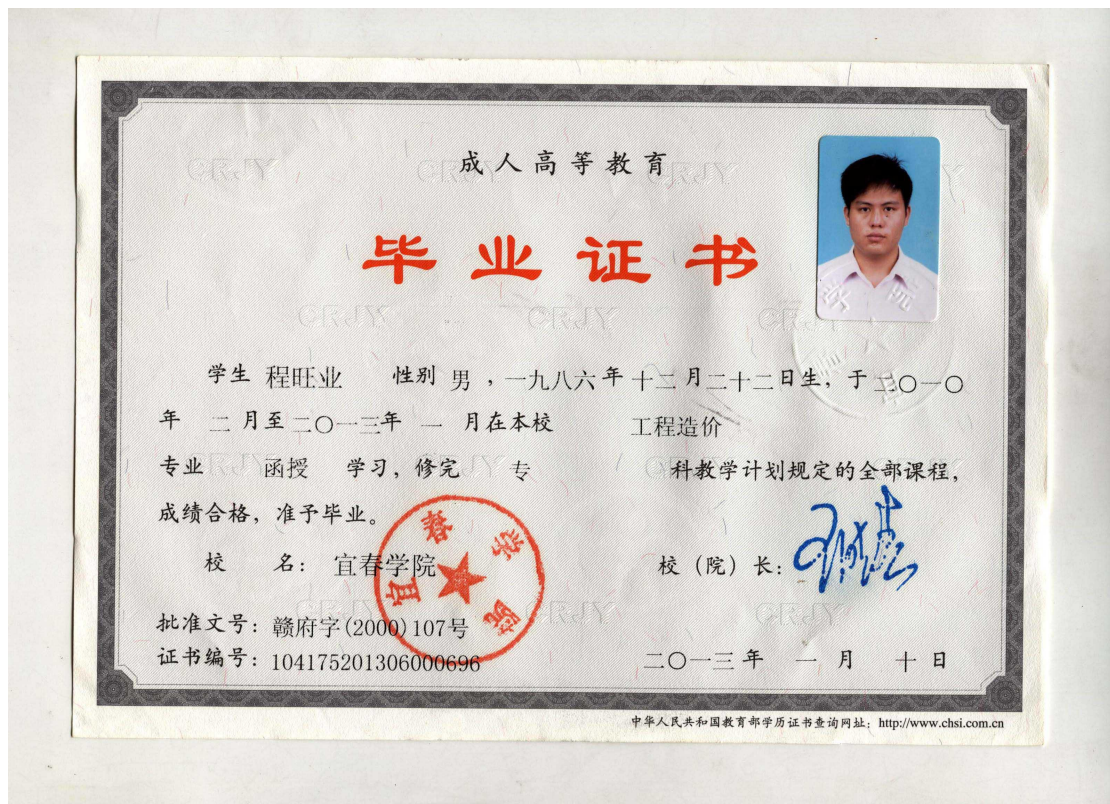 成人高等教育
毕业证书
学生 程旺业 性别 男，一九八六年 十二月二十二日生，于二〇一〇
年 二 月至二〇一三年 一 月在本校 工程造价
专业 函授 学习，修完 专 科教学计划规定的全部课程，
成绩合格，准予毕业。
校 名： 宜春学院 校（院）长：
宜春学院
批准文号：赣府字(2000)107号
证书编号：104175201306000696 二〇一三年 一 月 十 日
中华人民共和国教育部学历证书查询网址：http://www.chsi.com.cn
CRJY